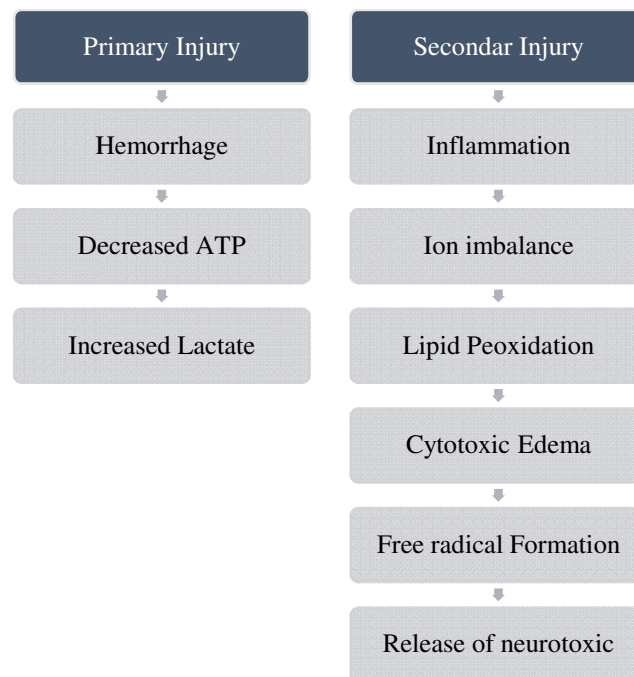 Primary Injury
Hemorrhage
Decreased ATP
Increased Lactate
Secondar Injury
Inflammation
Ion imbalance
Lipid Peoxidation
Cytotoxic Edema
Free radical Formation
Release of neurotoxic